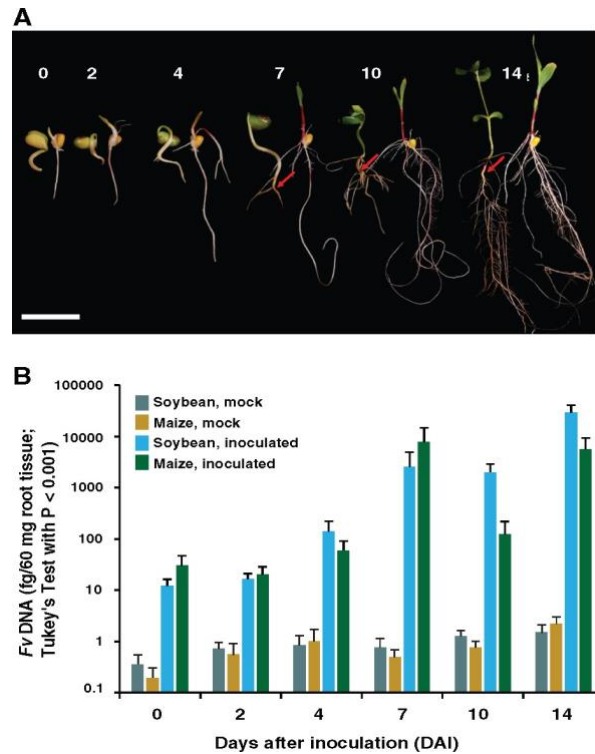 A
0 2 4 7 10 14
B
100000
10000
1000
100
10
1
0.1
Fv DNA (fg/60 mg root tissue;
Tukey's Test with P < 0.001)
Soybean, mock
Maize, mock
Soybean, inoculated
Maize, inoculated
0 2 4 7 10 14
Days after inoculation (DAI)